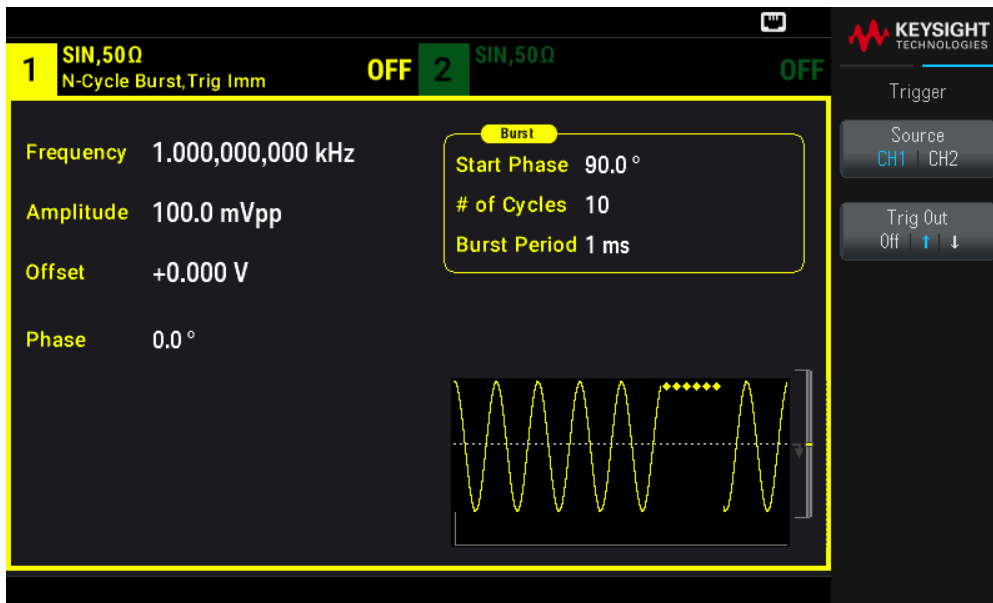 KEYSIGHT
TECHNOLOGIES
1 SIN,50Ω
N-Cycle Burst,Trig Imm
OFF
2 SIN,50Ω
OFF
Trigger
Frequency 1.000,000,000 kHz
Amplitude 100.0 mVpp
Offset +0.000 V
Phase 0.0 °
Burst
Start Phase 90.0 °
# of Cycles 10
Burst Period 1 ms
Source
CH1 | CH2
Trig Out
Off | ↑ | ↓